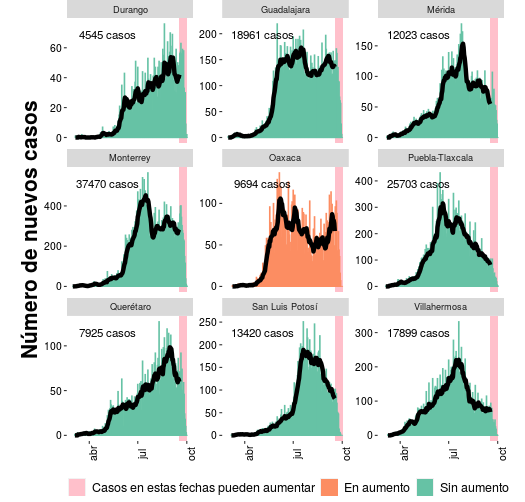 Número de nuevos casos
Durango
4545 casos
60
40
20
0
Guadalajara
18961 casos
200
150
100
50
0
Mérida
12023 casos
150
100
50
0
Monterrey
37470 casos
400
200
0
Oaxaca
9694 casos
100
50
0
Puebla-Tlaxcala
25703 casos
400
300
200
100
0
Querétaro
7925 casos
100
50
0
San Luis Potosí
13420 casos
250
200
150
100
50
0
Villahermosa
17899 casos
300
200
100
0
abr
jul
oct
abr
jul
oct
abr
jul
oct
Casos en estas fechas pueden aumentar
En aumento
Sin aumento